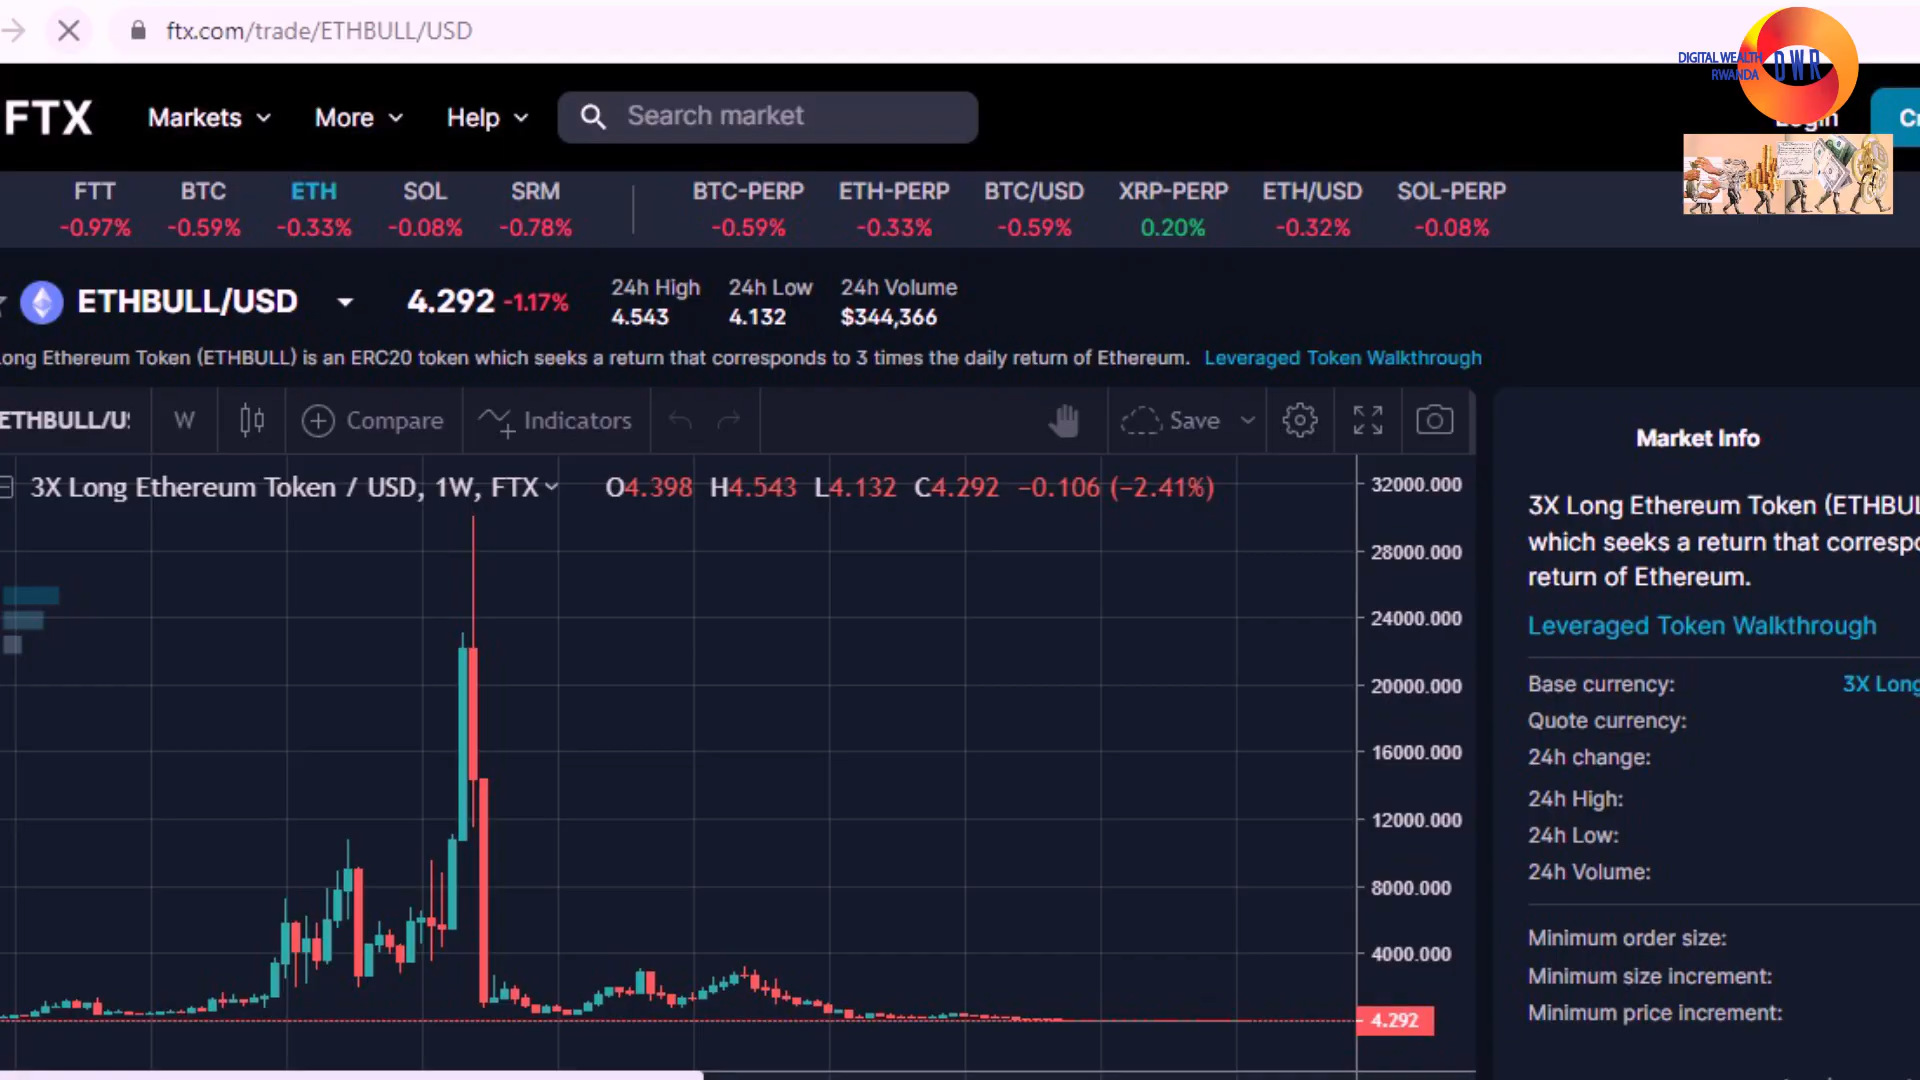 ftx.com/trade/ETHBULL/USD
DIGITAL WEALTH
RWANDA
DWR
FTX
Markets
More
Help
Search market
Login
Cr
FTT BTC ETH SOL SRM BTC-PERP ETH-PERP BTC/USD XRP-PERP ETH/USD SOL-PERP
-0.97% -0.59% -0.33% -0.08% -0.78% -0.59% -0.33% -0.59% 0.20% -0.32% -0.08%
ETHBULL/USD 4.292 -1.17%
24h High 24h Low 24h Volume
4.543 4.132 $344,366
ong Ethereum Token (ETHBULL) is an ERC20 token which seeks a return that corresponds to 3 times the daily return of Ethereum. Leveraged Token Walkthrough
ETHBULL/U W Compare Indicators Save
3X Long Ethereum Token / USD, 1W, FTX O4.398 H4.543 L4.132 C4.292 −0.106 (−2.41%)
32000.000
28000.000
24000.000
20000.000
16000.000
12000.000
8000.000
4000.000
4.292
Market Info
3X Long Ethereum Token (ETHBUL
which seeks a return that correspo
return of Ethereum.
Leveraged Token Walkthrough
Base currency: 3X Long
Quote currency:
24h change:
24h High:
24h Low:
24h Volume:
Minimum order size:
Minimum size increment:
Minimum price increment: